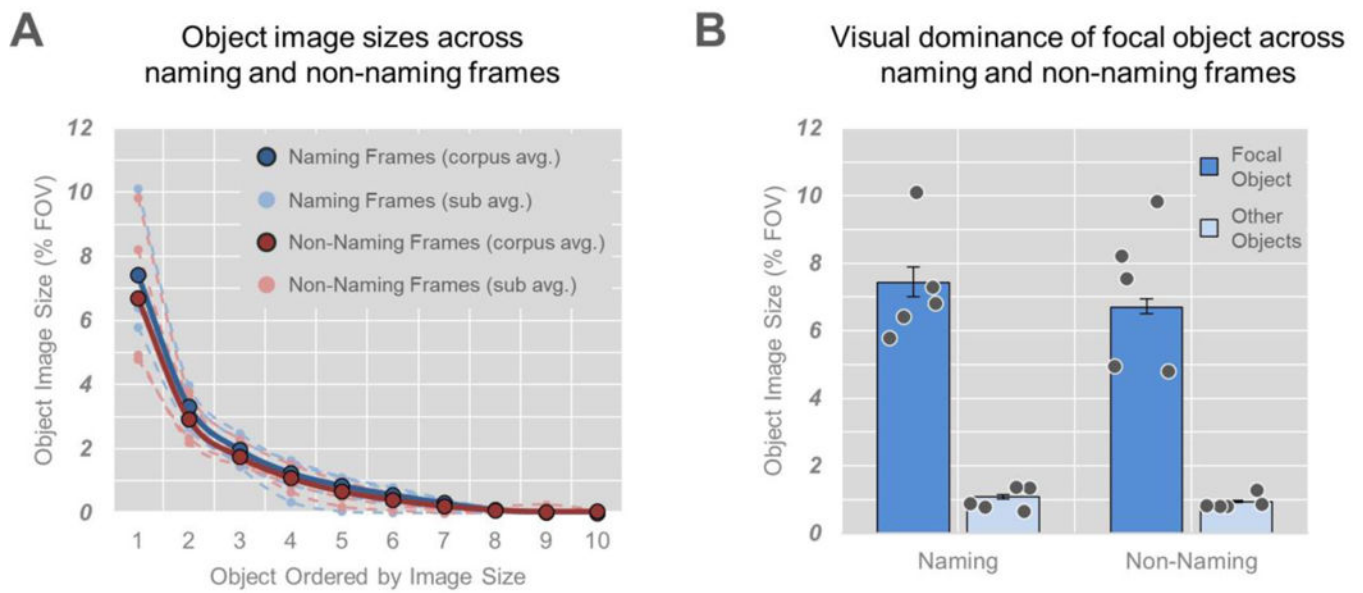 A
Object image sizes across
naming and non-naming frames
12
10
8
6
4
2
0
Object Image Size (% FOV)
Naming Frames (corpus avg.)
Naming Frames (sub avg.)
Non-Naming Frames (corpus avg.)
Non-Naming Frames (sub avg.)
1 2 3 4 5 6 7 8 9 10
Object Ordered by Image Size
B
Visual dominance of focal object across
naming and non-naming frames
12
10
8
6
4
2
0
Object Image Size (% FOV)
Focal
Object
Other
Objects
Naming Non-Naming